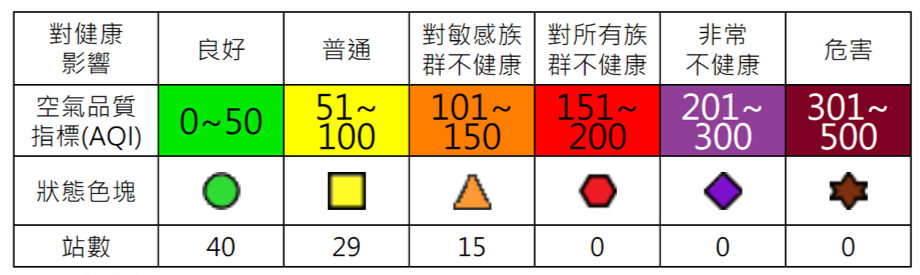 對健康
影響
良好
普通
對敏感族
群不健康
對所有族
群不健康
非常
不健康
危害
空氣品質
指標(AQI)
0~50
51~
100
101~
150
151~
200
201~
300
301~
500
狀態色塊
站數
40
29
15
0
0
0